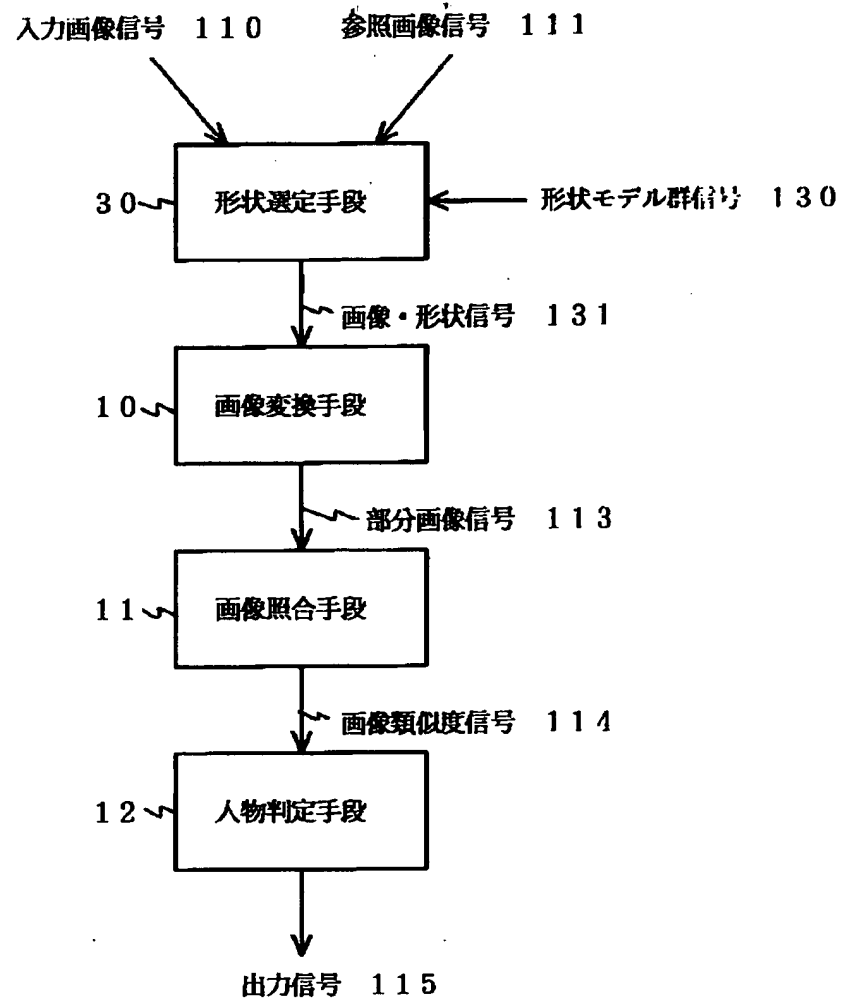 入力画像信号 110 参照画像信号 111
30 形状選定手段 形状モデル群信号 130
画像・形状信号 131
10 画像変換手段
部分画像信号 113
11 画像照合手段
画像類似度信号 114
12 人物判定手段
出力信号 115